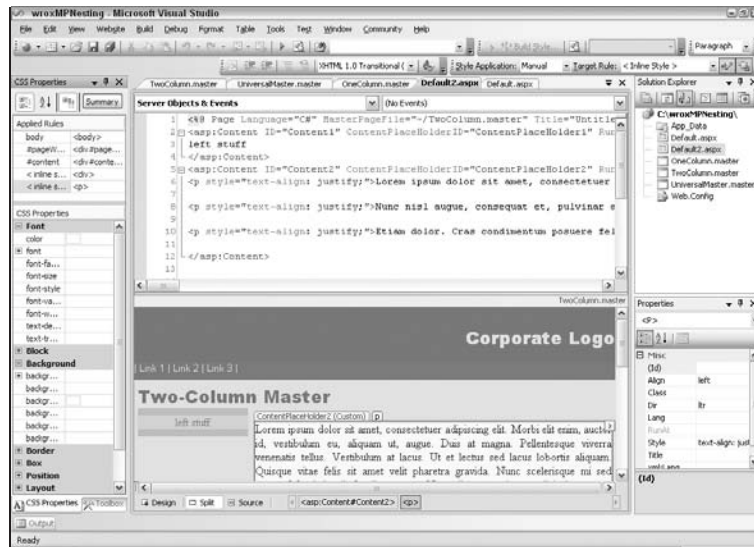 wroxMPNesting - Microsoft Visual Studio
File Edit View Website Build Debug Format Table Tools Test Window Community Help
Paragraph
XHTML 1.0 Transitional ( Style Application: Manual Target Rule: < Inline Style >
CSS Properties
Summary
Applied Rules
body <body>
#pageW... <div #page...
#content <div #conte...
< inline s... <div>
< inline s... <p>
CSS Properties
Font
color
font
font-fa...
font-size
font-style
font-va...
font-w...
text-de...
text-tr...
Block
Background
backgr...
backgr...
backgr...
backgr...
backgr...
backgr...
Border
Box
Position
Layout
CSS Properties Toolbox
TwoColumn.master UniversalMaster.master OneColumn.master Default2.aspx Default.aspx
Server Objects & Events (No Events)
1 <%@ Page Language="C#" MasterPageFile="~/TwoColumn.master" Title="Untitle
2 <asp:Content ID="Content1" ContentPlaceHolderID="ContentPlaceHolder1" Run
3 left stuff
4 </asp:Content>
5 <asp:Content ID="Content2" ContentPlaceHolderID="ContentPlaceHolder2" Run
6 <p style="text-align: justify;">Lorem ipsum dolor sit amet, consectetuer
7
8 <p style="text-align: justify;">Nunc nisl augue, consequat et, pulvinar e
9
10 <p style="text-align: justify;">Etiam dolor. Cras condimentum posuere fel
11
12 </asp:Content>
13
TwoColumn.master
Corporate Logo
| Link 1 | Link 2 | Link 3 |
Two-Column Master
left stuff
ContentPlaceHolder2 (Custom) p
Lorem ipsum dolor sit amet, consectetuer adipiscing elit. Morbi elit enim, auctor
id, vestibulum eu, aliquam ut, augue. Duis at magna. Pellentesque viverra
venenatis tellus. Vestibulum at lacus. Ut et lectus sed lacus lobortis aliquam.
Quisque vitae felis sit amet velit pharetra gravida. Nunc scelerisque mi sed
Design Split Source <asp:Content#Content2> <p>
Solution Explorer
C:\wroxMPNesting\
App_Data
Default.aspx
Default2.aspx
OneColumn.master
TwoColumn.master
UniversalMaster.master
Web.Config
Properties
<P>
Misc
(Id)
Align left
Class
Dir ltr
Lang
RunAt
Style text-align: just
Title
xml:lang
(Id)
Output
Ready